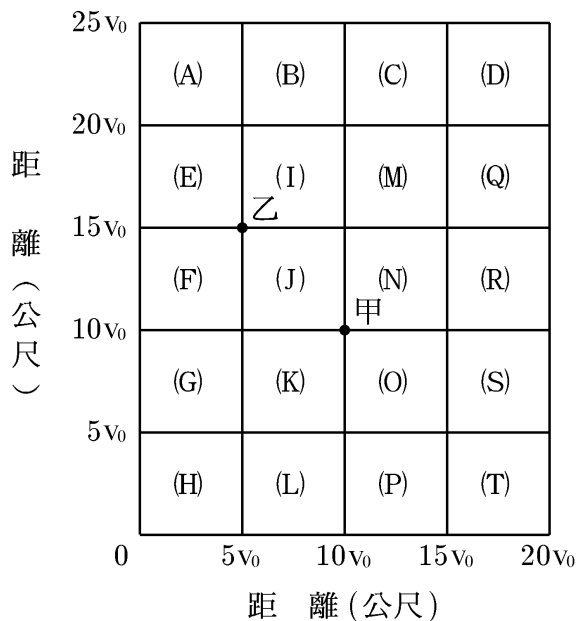 25v₀
(A) (B) (C) (D)
20v₀
(E) (I) (M) (Q)
乙
15v₀
(F) (J) (N) (R)
甲
10v₀
(G) (K) (O) (S)
5v₀
(H) (L) (P) (T)
0 5v₀ 10v₀ 15v₀ 20v₀
距 離(公尺)
距 離(公尺)